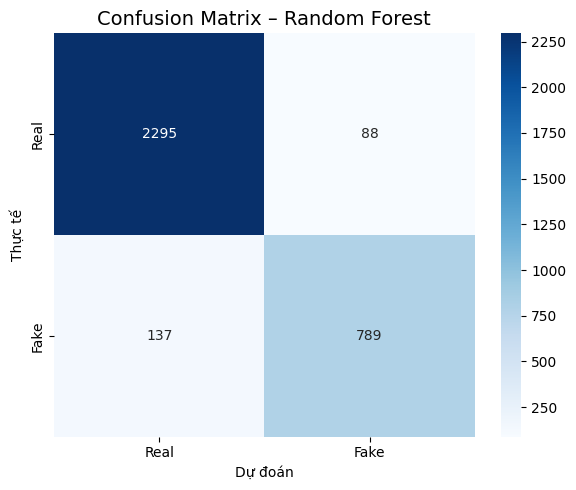 Confusion Matrix – Random Forest
Thực tế
Real
2295 88
Fake
137 789
Real Fake
Dự đoán
2250
2000
1750
1500
1250
1000
750
500
250